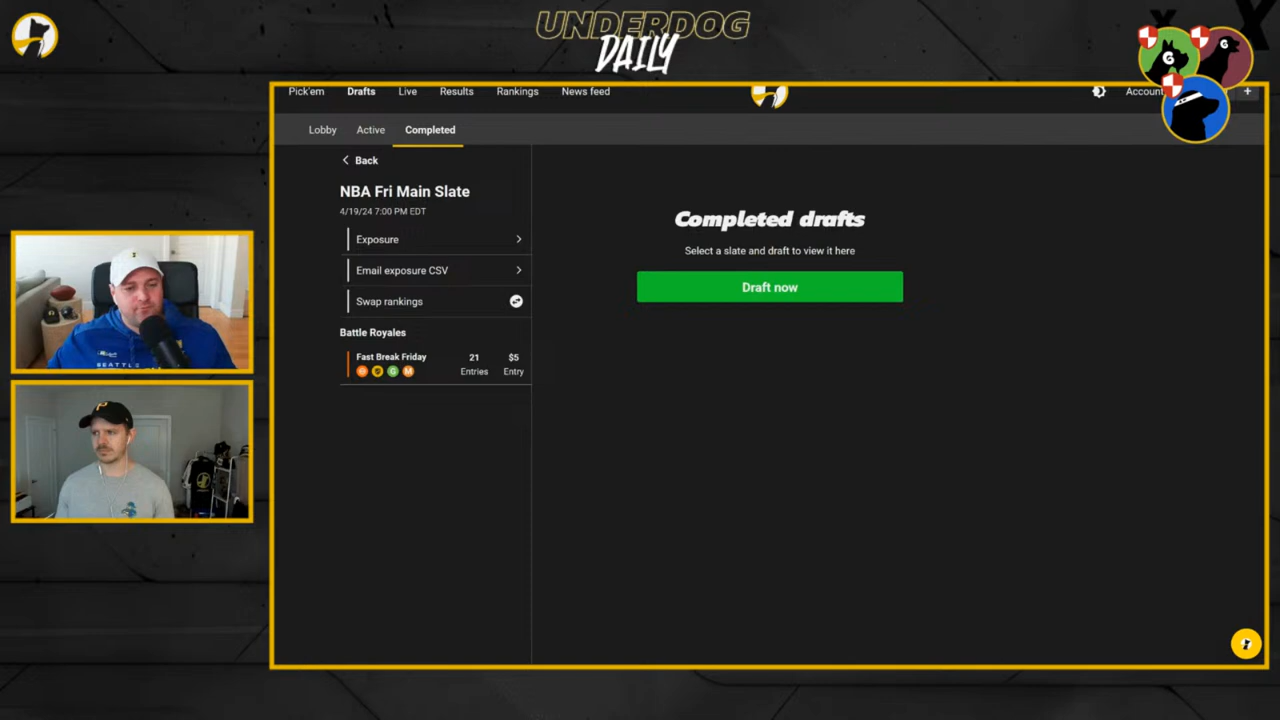 UNDERDOG
DAILY
Pick'em
Drafts
Live
Results
Rankings
News feed
Account
+
Lobby
Active
Completed
Back
NBA Fri Main Slate
4/19/24 7:00 PM EDT
Exposure
Email exposure CSV
Swap rankings
Battle Royales
Fast Break Friday
21
$5
G
M
Entries
Entry
Completed drafts
Select a slate and draft to view it here
Draft now
G
G
SEATTLE
P